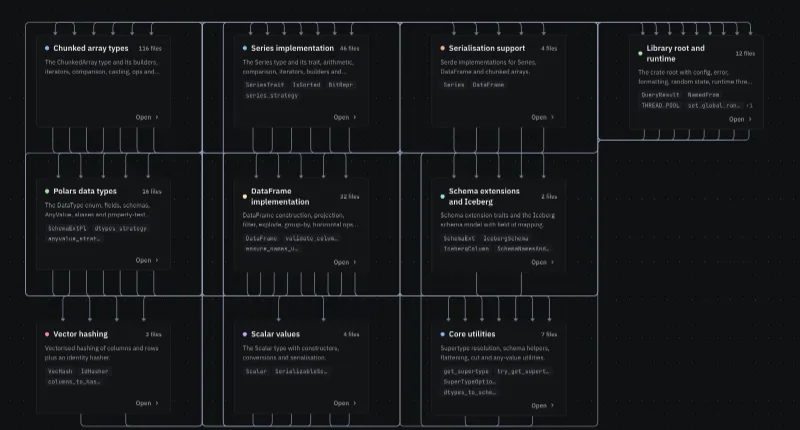 Chunked array types 116 files
The ChunkedArray type and its builders,
iterators, comparison, casting, ops and...
Open ›
Series implementation 46 files
The Series type and its trait, arithmetic,
comparison, iterators, builders and...
SeriesTrait IsSorted BitRepr
series_strategy
Open ›
Serialisation support 4 files
Serde implementations for Series,
DataFrame and chunked arrays.
Series DataFrame
Open ›
Library root and
runtime 12 files
The crate root with config, error,
formatting, random state, runtime thre...
QueryResult NamedFrom
THREAD_POOL set_global_ran… +1
Open ›
Polars data types 16 files
The DataType enum, fields, schemas,
AnyValue, aliases and property-test...
SchemaExtPl dtypes_strategy
anyvalue_strat…
Open ›
DataFrame
implementation 32 files
DataFrame construction, projection,
filter, explode, group-by, horizontal ops...
DataFrame validate_colum…
ensure_names_u…
Open ›
Schema extensions
and Iceberg 2 files
Schema extension traits and the Iceberg
schema model with field id mapping.
SchemaExt IcebergSchema
IcebergColumn SchemaNamesAnd…
Open ›
Vector hashing 3 files
Vectorised hashing of columns and rows
plus an identity hasher.
VecHash IdHasher
columns_to_has…
Open ›
Scalar values 4 files
The Scalar type with constructors,
conversions and serialisation.
Scalar SerializableSc…
Open ›
Core utilities 7 files
Supertype resolution, schema helpers,
flattening, cut and any-value utilities.
get_supertype try_get_supert…
SuperTypeOptio…
dtypes_to_sche…
Open ›